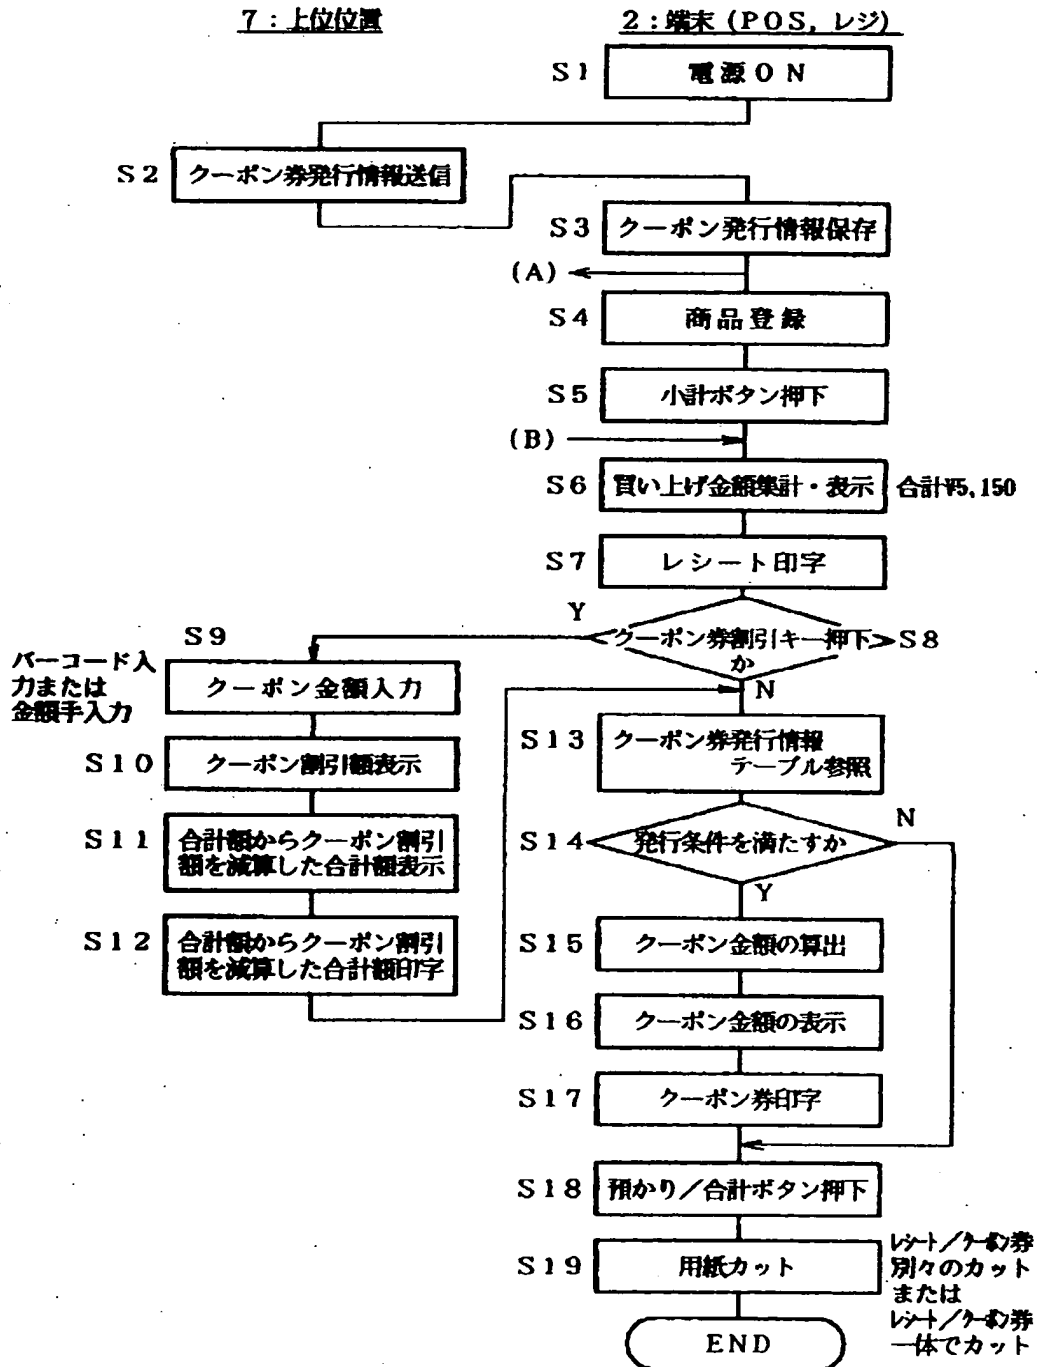 7：上位位置
2：端末（POS，レジ）
S1
電源ON
S2
クーポン券発行情報送信
S3
クーポン発行情報保存
(A)
S4
商品登録
S5
小計ボタン押下
(B)
S6
買い上げ金額集計・表示
合計¥5,150
S7
レシート印字
Y
クーポン券割引キー押下
か
S8
N
S9
バーコード入
力または
金額手入力
クーポン金額入力
S10
クーポン割引額表示
S11
合計額からクーポン割引
額を減算した合計額表示
S12
合計額からクーポン割引
額を減算した合計額印字
S13
クーポン券発行情報
テーブル参照
S14
発行条件を満たすか
N
Y
S15
クーポン金額の算出
S16
クーポン金額の表示
S17
クーポン券印字
S18
預かり／合計ボタン押下
S19
用紙カット
レシート／クーポン券
別々のカット
または
レシート／クーポン券
一体でカット
END